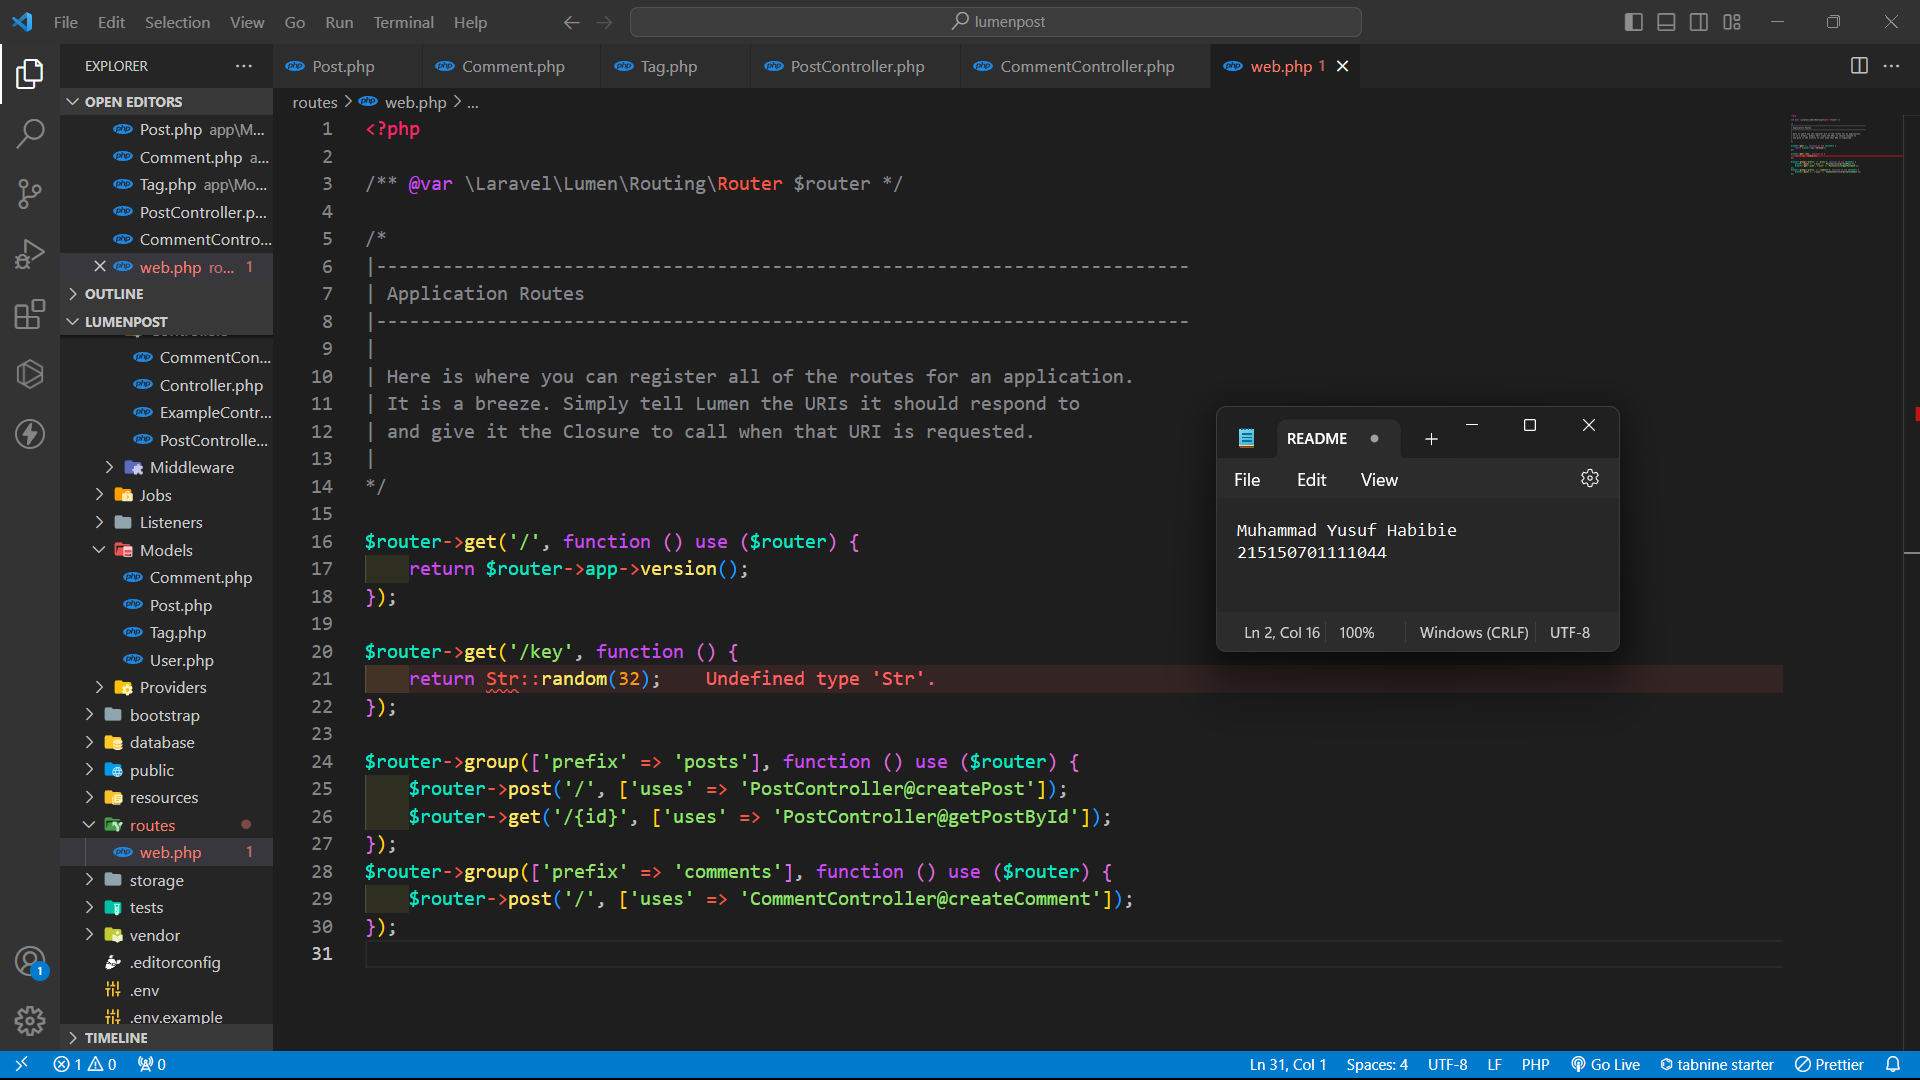 File Edit Selection View Go Run Terminal Help
lumenpost
EXPLORER
OPEN EDITORS
Post.php app\M...
Comment.php a...
Tag.php app\Mo...
PostController.p...
CommentContro...
web.php ro... 1
OUTLINE
LUMENPOST
CommentCon...
Controller.php
ExampleContr...
PostControlle...
Middleware
Jobs
Listeners
Models
Comment.php
Post.php
Tag.php
User.php
Providers
bootstrap
database
public
resources
routes
web.php 1
storage
tests
vendor
.editorconfig
.env
.env.example
TIMELINE
Post.php Comment.php Tag.php PostController.php CommentController.php web.php 1
routes > web.php > ...
1 <?php
2
3 /** @var \Laravel\Lumen\Routing\Router $router */
4
5 /*
6 |--------------------------------------------------------------------------
7 | Application Routes
8 |--------------------------------------------------------------------------
9 |
10 | Here is where you can register all of the routes for an application.
11 | It is a breeze. Simply tell Lumen the URIs it should respond to
12 | and give it the Closure to call when that URI is requested.
13 |
14 */
15
16 $router->get('/', function () use ($router) {
17 return $router->app->version();
18 });
19
20 $router->get('/key', function () {
21 return Str::random(32); Undefined type 'Str'.
22 });
23
24 $router->group(['prefix' => 'posts'], function () use ($router) {
25 $router->post('/', ['uses' => 'PostController@createPost']);
26 $router->get('/{id}', ['uses' => 'PostController@getPostById']);
27 });
28 $router->group(['prefix' => 'comments'], function () use ($router) {
29 $router->post('/', ['uses' => 'CommentController@createComment']);
30 });
31
README
File Edit View
Muhammad Yusuf Habibie
215150701111044
Ln 2, Col 16 100% Windows (CRLF) UTF-8
1
1 0 0
Ln 31, Col 1 Spaces: 4 UTF-8 LF PHP Go Live tabnine starter Prettier